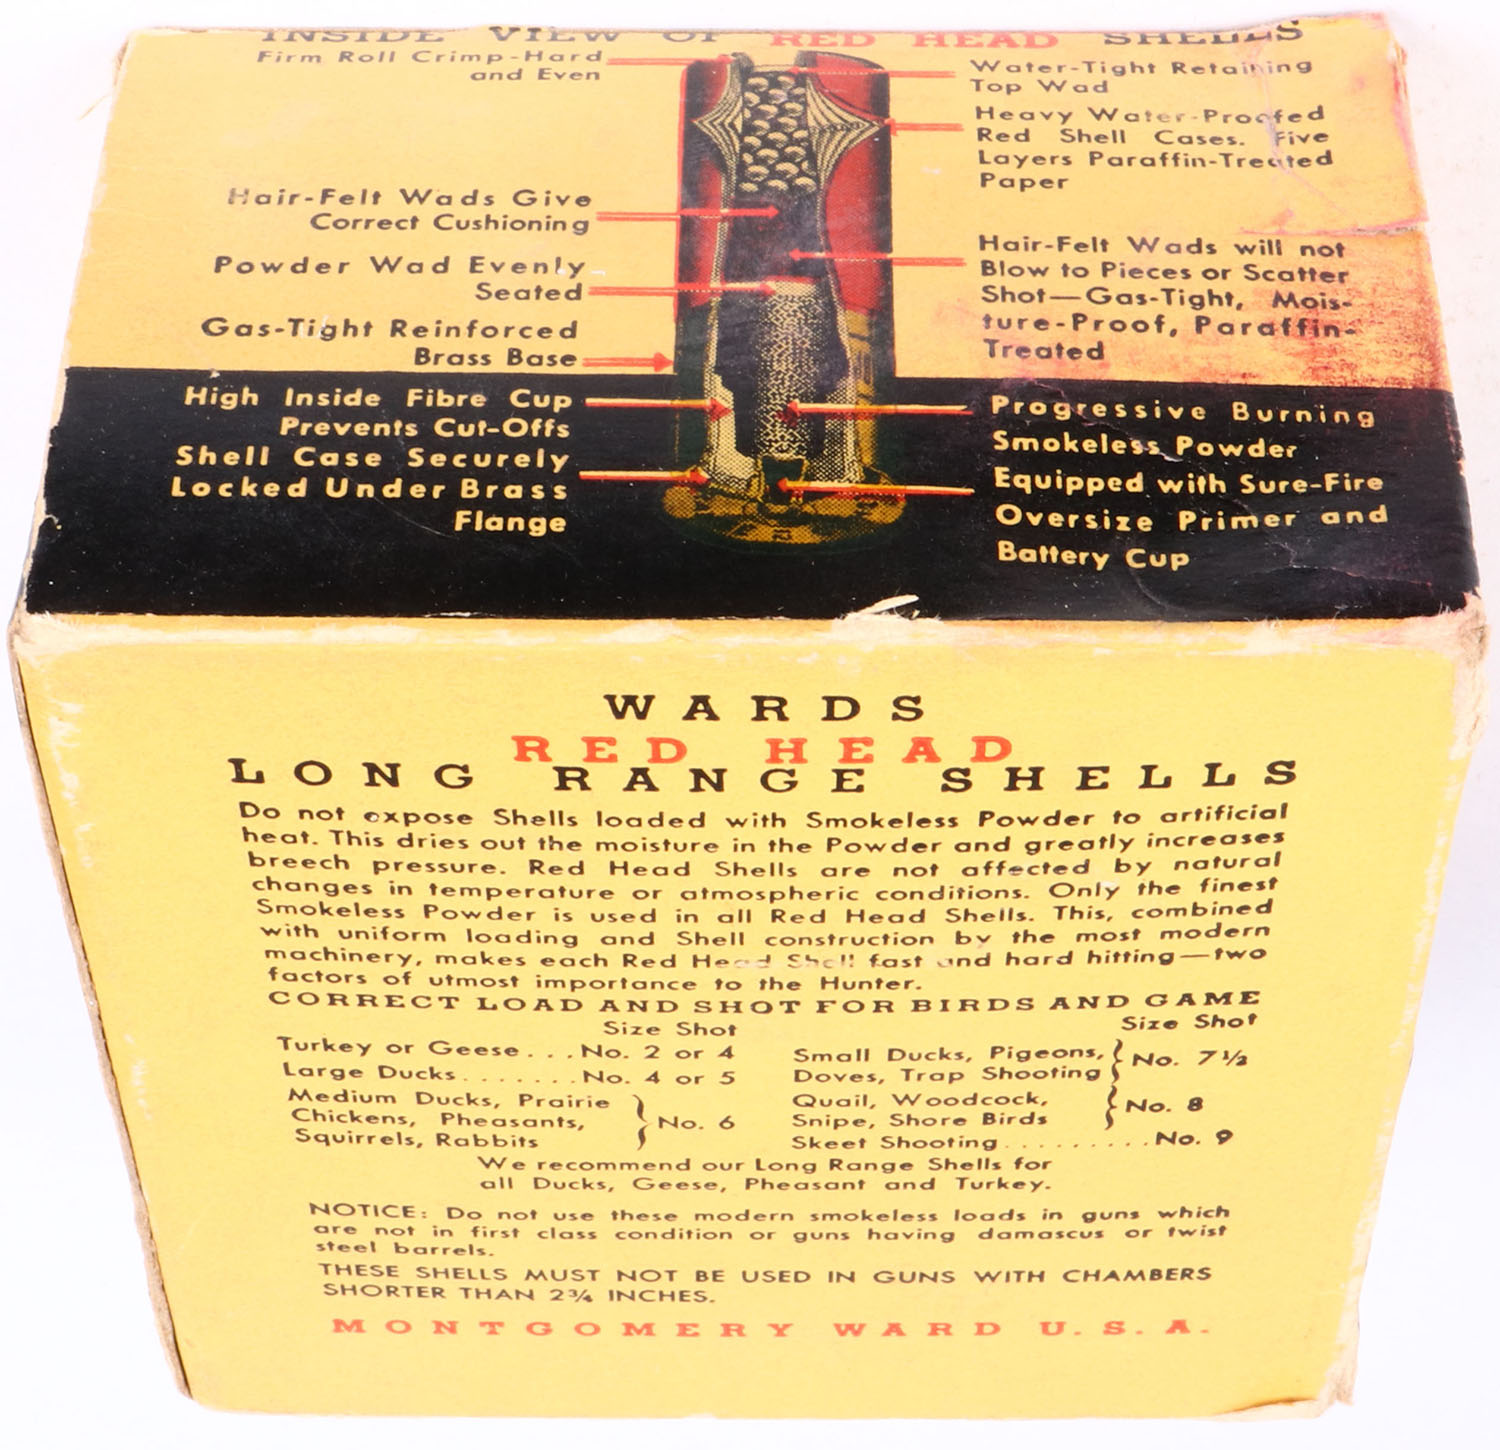 INSIDE VIEW OF RED HEAD SHELLS
Firm Roll Crimp-Hard
and Even
Hair-Felt Wads Give
Correct Cushioning
Powder Wad Evenly
Seated
Gas-Tight Reinforced
Brass Base
High Inside Fibre Cup
Prevents Cut-Offs
Shell Case Securely
Locked Under Brass
Flange
Water-Tight Retaining
Top Wad
Heavy Water-Proofed
Red Shell Cases. Five
Layers Paraffin-Treated
Paper
Hair-Felt Wads will not
Blow to Pieces or Scatter
Shot—Gas-Tight, Mois-
ture-Proof, Paraffin-
Treated
Progressive Burning
Smokeless Powder
Equipped with Sure-Fire
Oversize Primer and
Battery Cup
WARDS
RED HEAD
LONG RANGE SHELLS
Do not expose Shells loaded with Smokeless Powder to artificial
heat. This dries out the moisture in the Powder and greatly increases
breech pressure. Red Head Shells are not affected by natural
changes in temperature or atmospheric conditions. Only the finest
Smokeless Powder is used in all Red Head Shells. This, combined
with uniform loading and Shell construction by the most modern
machinery, makes each Red Head Shell fast and hard hitting—two
factors of utmost importance to the Hunter.
CORRECT LOAD AND SHOT FOR BIRDS AND GAME
Size Shot
Turkey or Geese . . . No. 2 or 4
Large Ducks . . . . . . . No. 4 or 5
Medium Ducks, Prairie
Chickens, Pheasants, } No. 6
Squirrels, Rabbits
Size Shot
Small Ducks, Pigeons, } No. 7½
Doves, Trap Shooting
Quail, Woodcock, } No. 8
Snipe, Shore Birds
Skeet Shooting . . . . . . . . . No. 9
We recommend our Long Range Shells for
all Ducks, Geese, Pheasant and Turkey.
NOTICE: Do not use these modern smokeless loads in guns which
are not in first class condition or guns having damascus or twist
steel barrels.
THESE SHELLS MUST NOT BE USED IN GUNS WITH CHAMBERS
SHORTER THAN 2¾ INCHES.
MONTGOMERY WARD U.S.A.